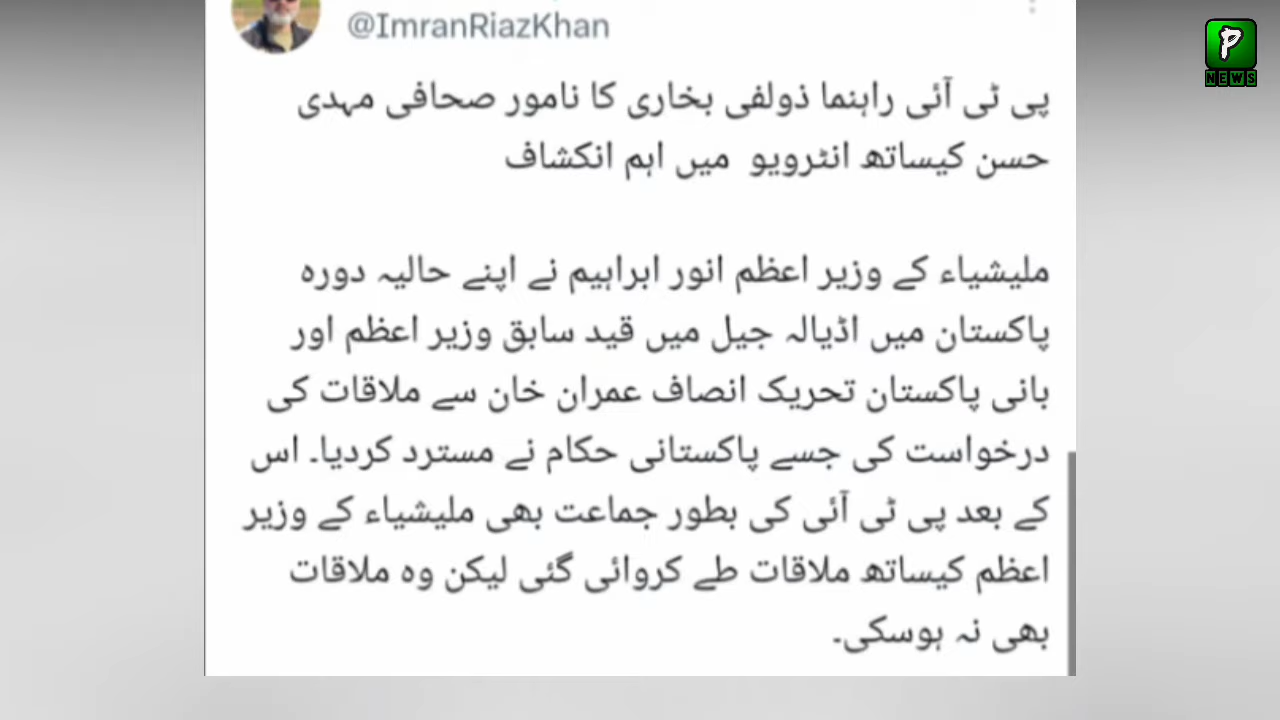 @ImranRiazKhan
P
NEWS
پی ٹی آئی راہنما ذولفی بخاری کا نامور صحافی مہدی
حسن کیساتھ انٹرویو میں اہم انکشاف
ملیشیاء کے وزیر اعظم انور ابراہیم نے اپنے حالیہ دورہ
پاکستان میں اڈیالہ جیل میں قید سابق وزیر اعظم اور
بانی پاکستان تحریک انصاف عمران خان سے ملاقات کی
درخواست کی جسے پاکستانی حکام نے مسترد کردیا۔ اس
کے بعد پی ٹی آئی کی بطور جماعت بھی ملیشیاء کے وزیر
اعظم کیساتھ ملاقات طے کروائی گئی لیکن وہ ملاقات
بھی نہ ہوسکی۔